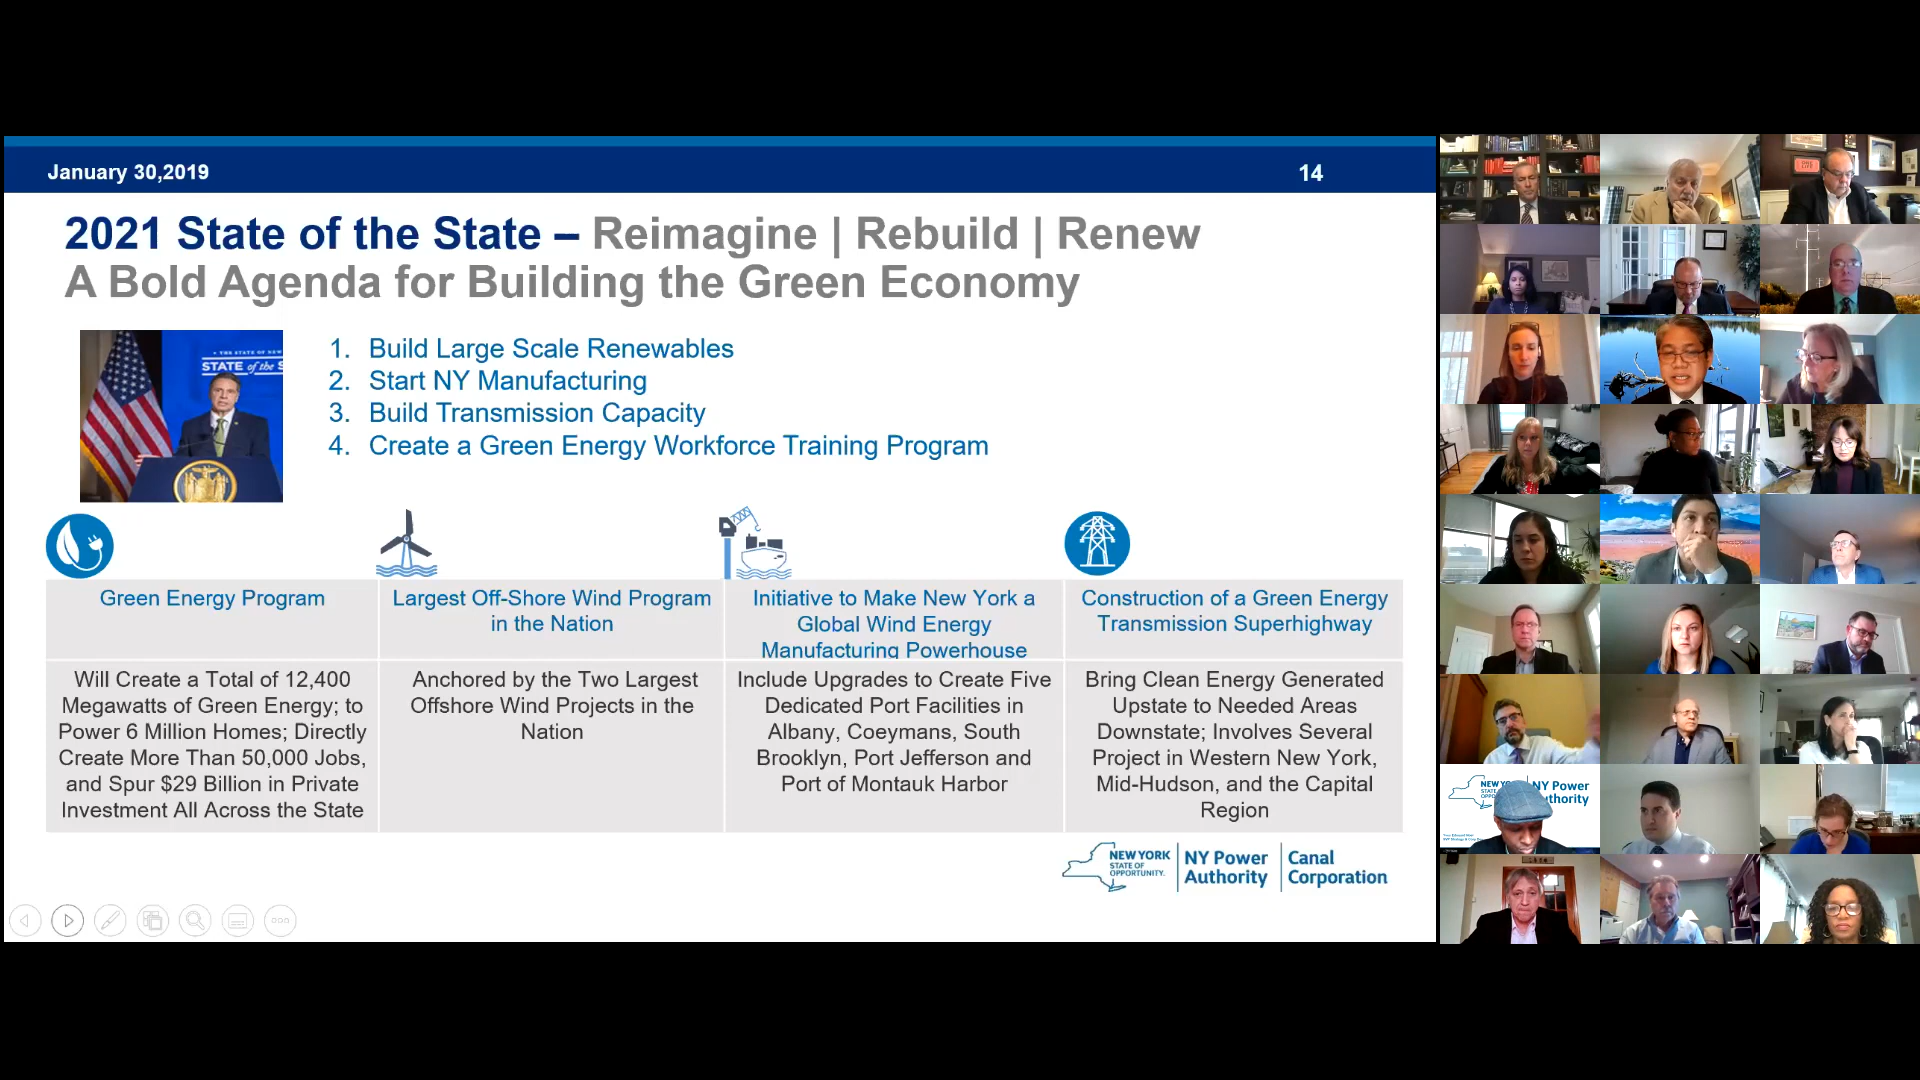 January 30,2019
14
2021 State of the State – Reimagine | Rebuild | Renew
A Bold Agenda for Building the Green Economy
STATE of the S
1. Build Large Scale Renewables
2. Start NY Manufacturing
3. Build Transmission Capacity
4. Create a Green Energy Workforce Training Program
Green Energy Program
Will Create a Total of 12,400
Megawatts of Green Energy; to
Power 6 Million Homes; Directly
Create More Than 50,000 Jobs,
and Spur $29 Billion in Private
Investment All Across the State
Largest Off-Shore Wind Program
in the Nation
Anchored by the Two Largest
Offshore Wind Projects in the
Nation
Initiative to Make New York a
Global Wind Energy
Manufacturing Powerhouse
Include Upgrades to Create Five
Dedicated Port Facilities in
Albany, Coeymans, South
Brooklyn, Port Jefferson and
Port of Montauk Harbor
Construction of a Green Energy
Transmission Superhighway
Bring Clean Energy Generated
Upstate to Needed Areas
Downstate; Involves Several
Project in Western New York,
Mid-Hudson, and the Capital
Region
NEW YORK
STATE OF
OPPORTUNITY.
NY Power
Authority
Canal
Corporation
NY Power
thority